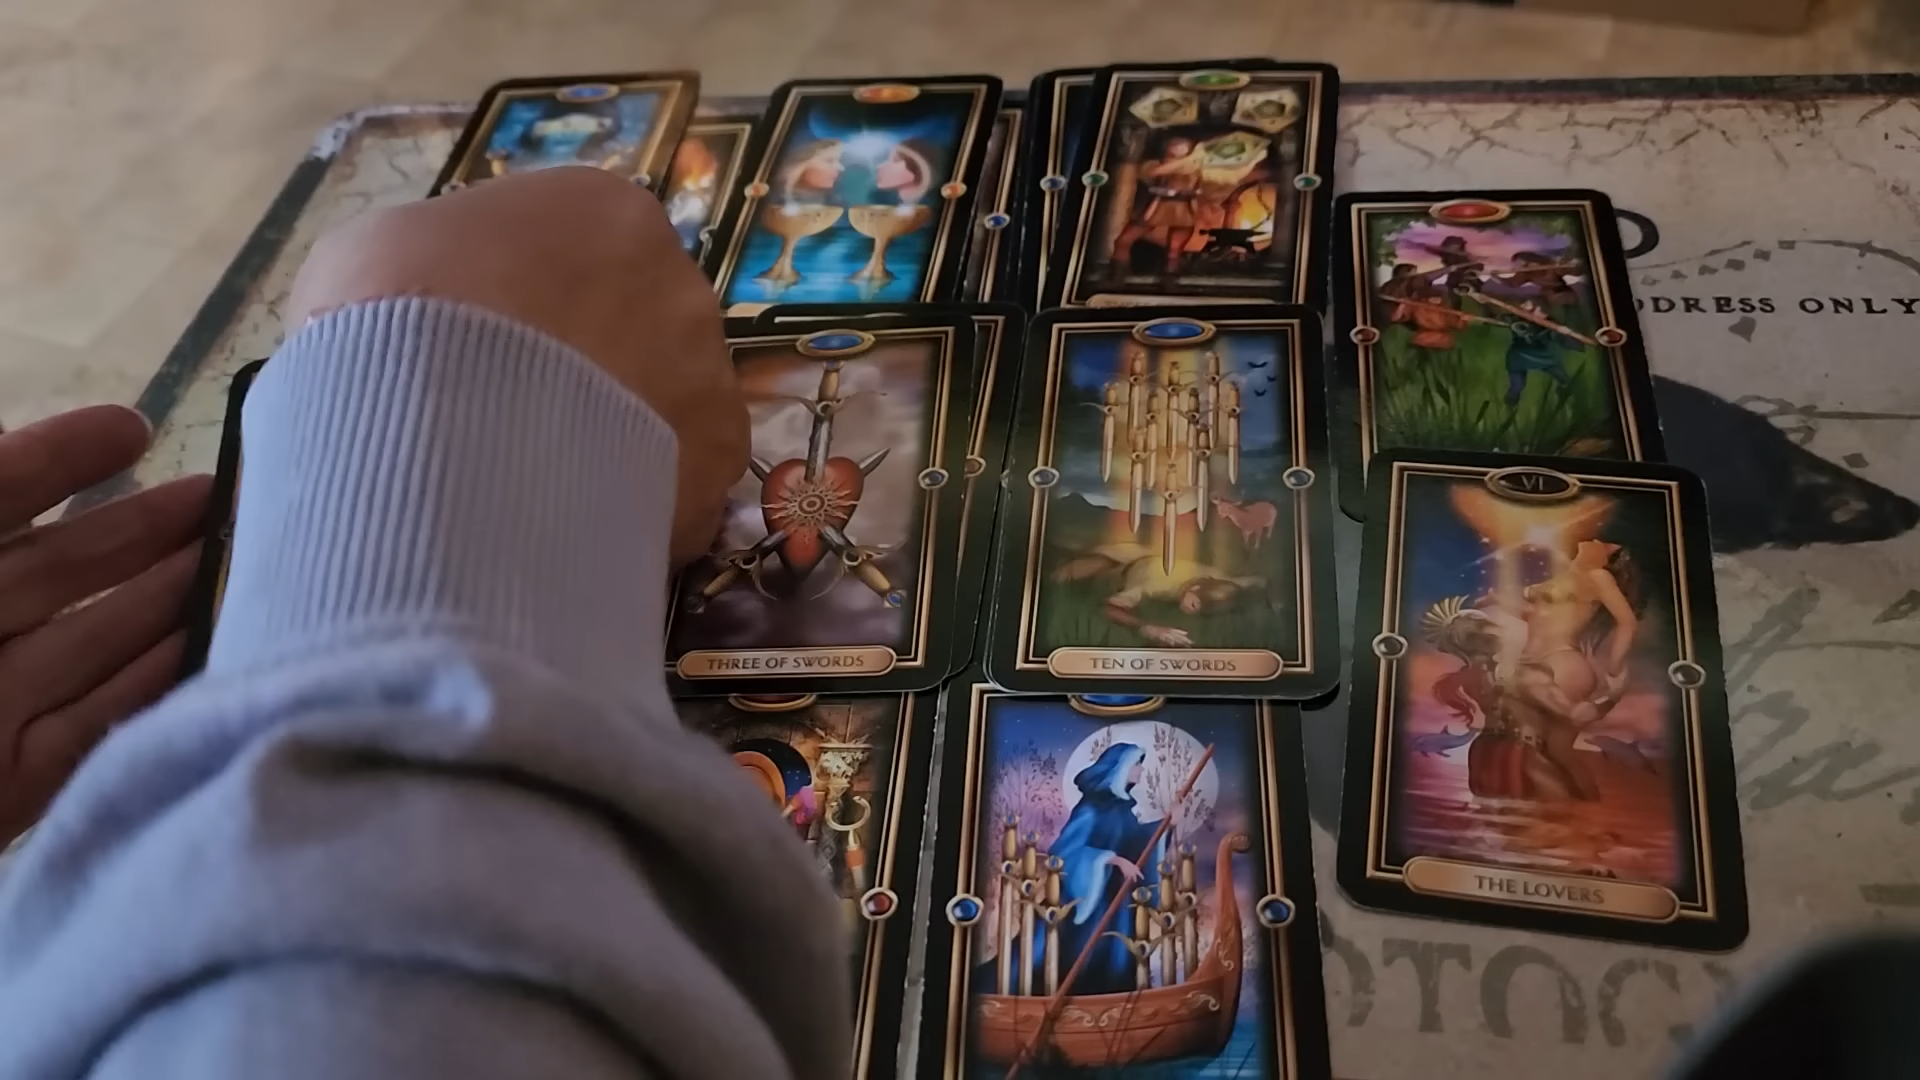 DDRESS ONLY
THREE OF SWORDS
TEN OF SWORDS
VI
THE LOVERS